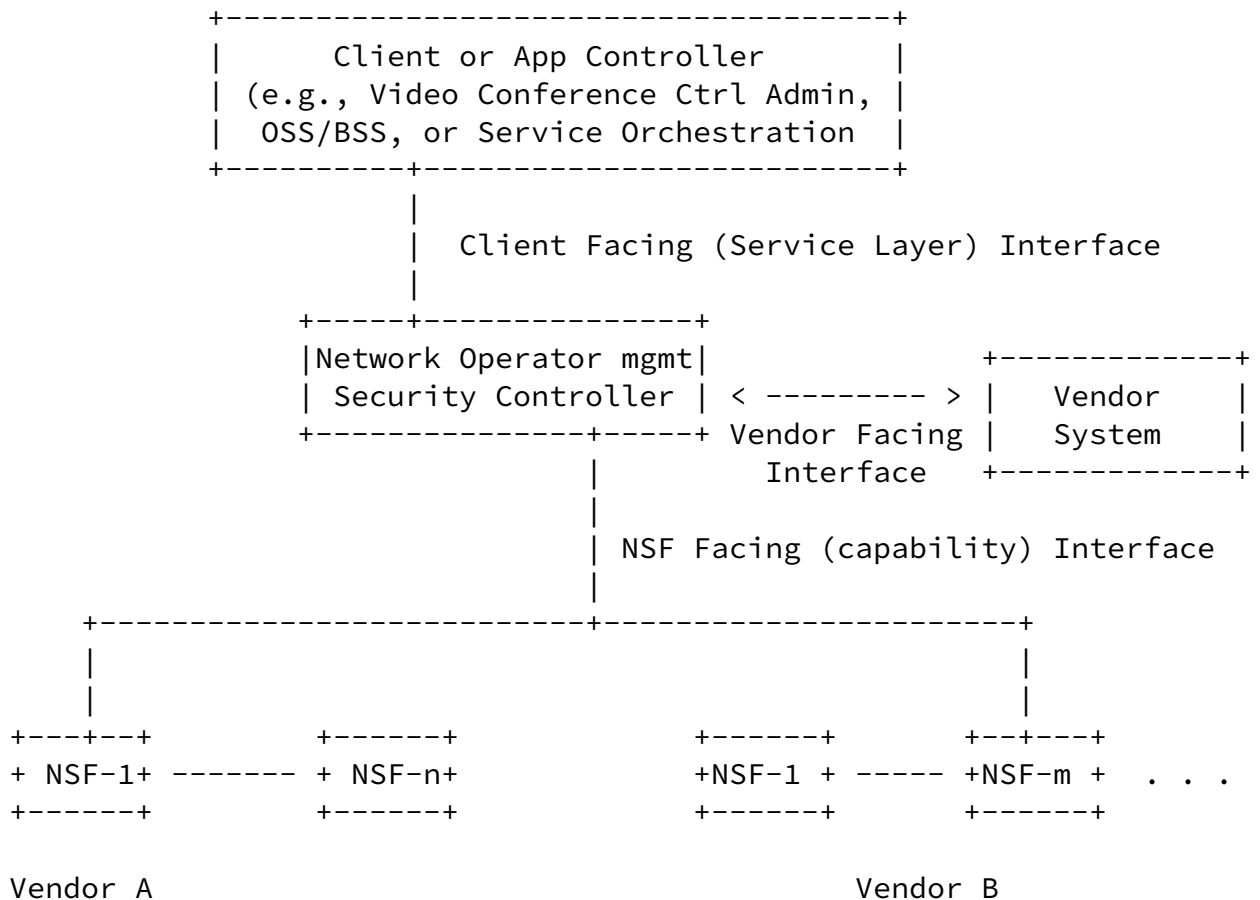 Client or App Controller
(e.g., Video Conference Ctrl Admin,
OSS/BSS, or Service Orchestration
Client Facing (Service Layer) Interface
Network Operator mgmt
Security Controller < --------- > Vendor
Vendor Facing System
Interface
NSF Facing (capability) Interface
NSF-1 ------- NSF-n NSF-1 ----- NSF-m . . .
Vendor A Vendor B